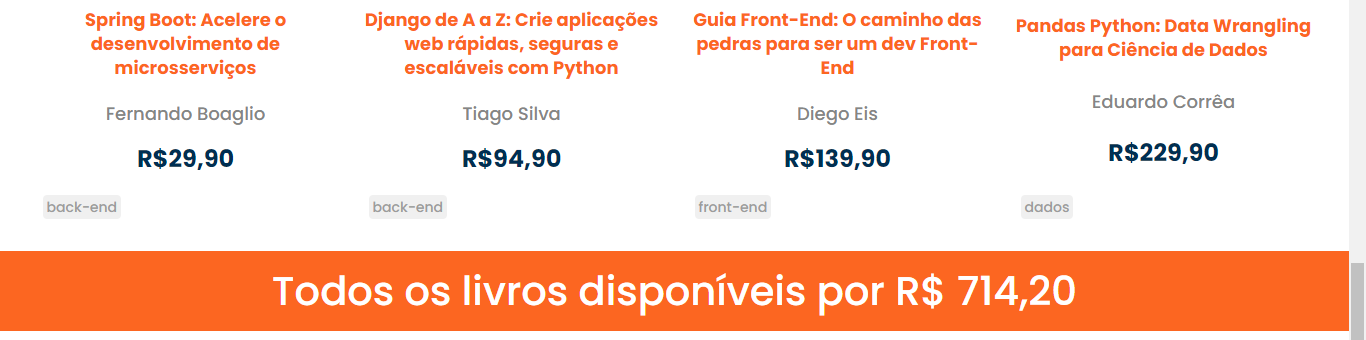 Spring Boot: Acelere o
desenvolvimento de
microsserviços
Fernando Boaglio
R$29,90
back-end
Django de A a Z: Crie aplicações
web rápidas, seguras e
escaláveis com Python
Tiago Silva
R$94,90
back-end
Guia Front-End: O caminho das
pedras para ser um dev Front-
End
Diego Eis
R$139,90
front-end
Pandas Python: Data Wrangling
para Ciência de Dados
Eduardo Corrêa
R$229,90
dados
Todos os livros disponíveis por R$ 714,20